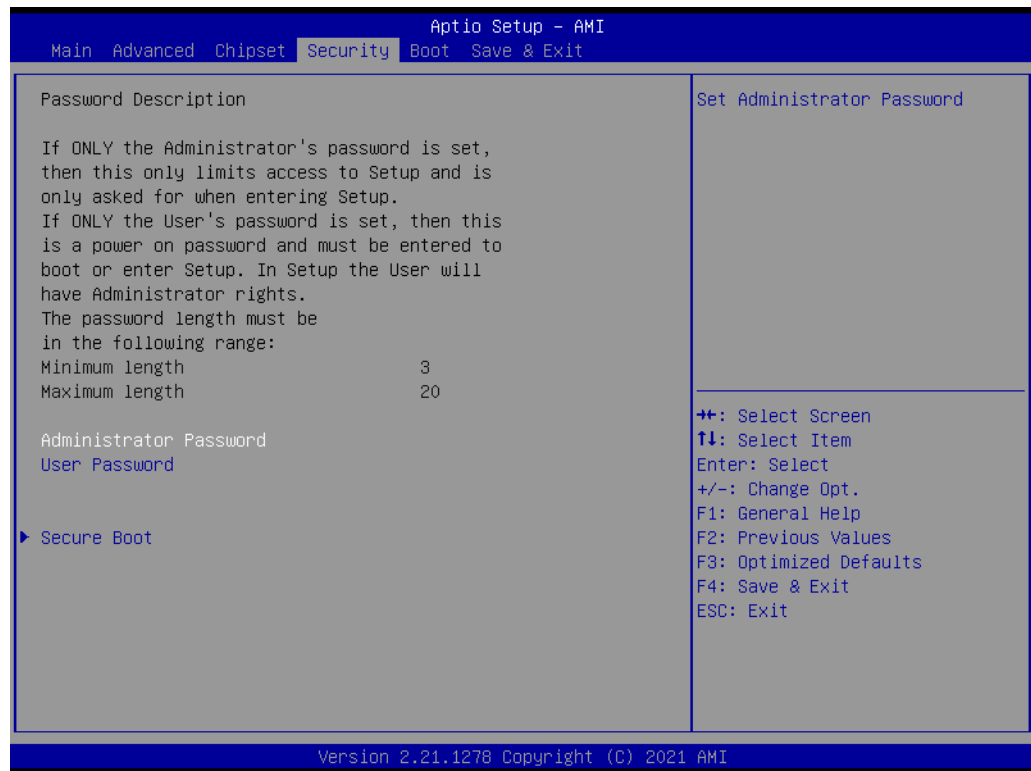 Aptio Setup – AMI
Main Advanced Chipset Security Boot Save & Exit
Password Description
If ONLY the Administrator's password is set,
then this only limits access to Setup and is
only asked for when entering Setup.
If ONLY the User's password is set, then this
is a power on password and must be entered to
boot or enter Setup. In Setup the User will
have Administrator rights.
The password length must be
in the following range:
Minimum length 3
Maximum length 20
Administrator Password
User Password
Secure Boot
Set Administrator Password
→←: Select Screen
↑↓: Select Item
Enter: Select
+/-: Change Opt.
F1: General Help
F2: Previous Values
F3: Optimized Defaults
F4: Save & Exit
ESC: Exit
Version 2.21.1278 Copyright (C) 2021 AMI